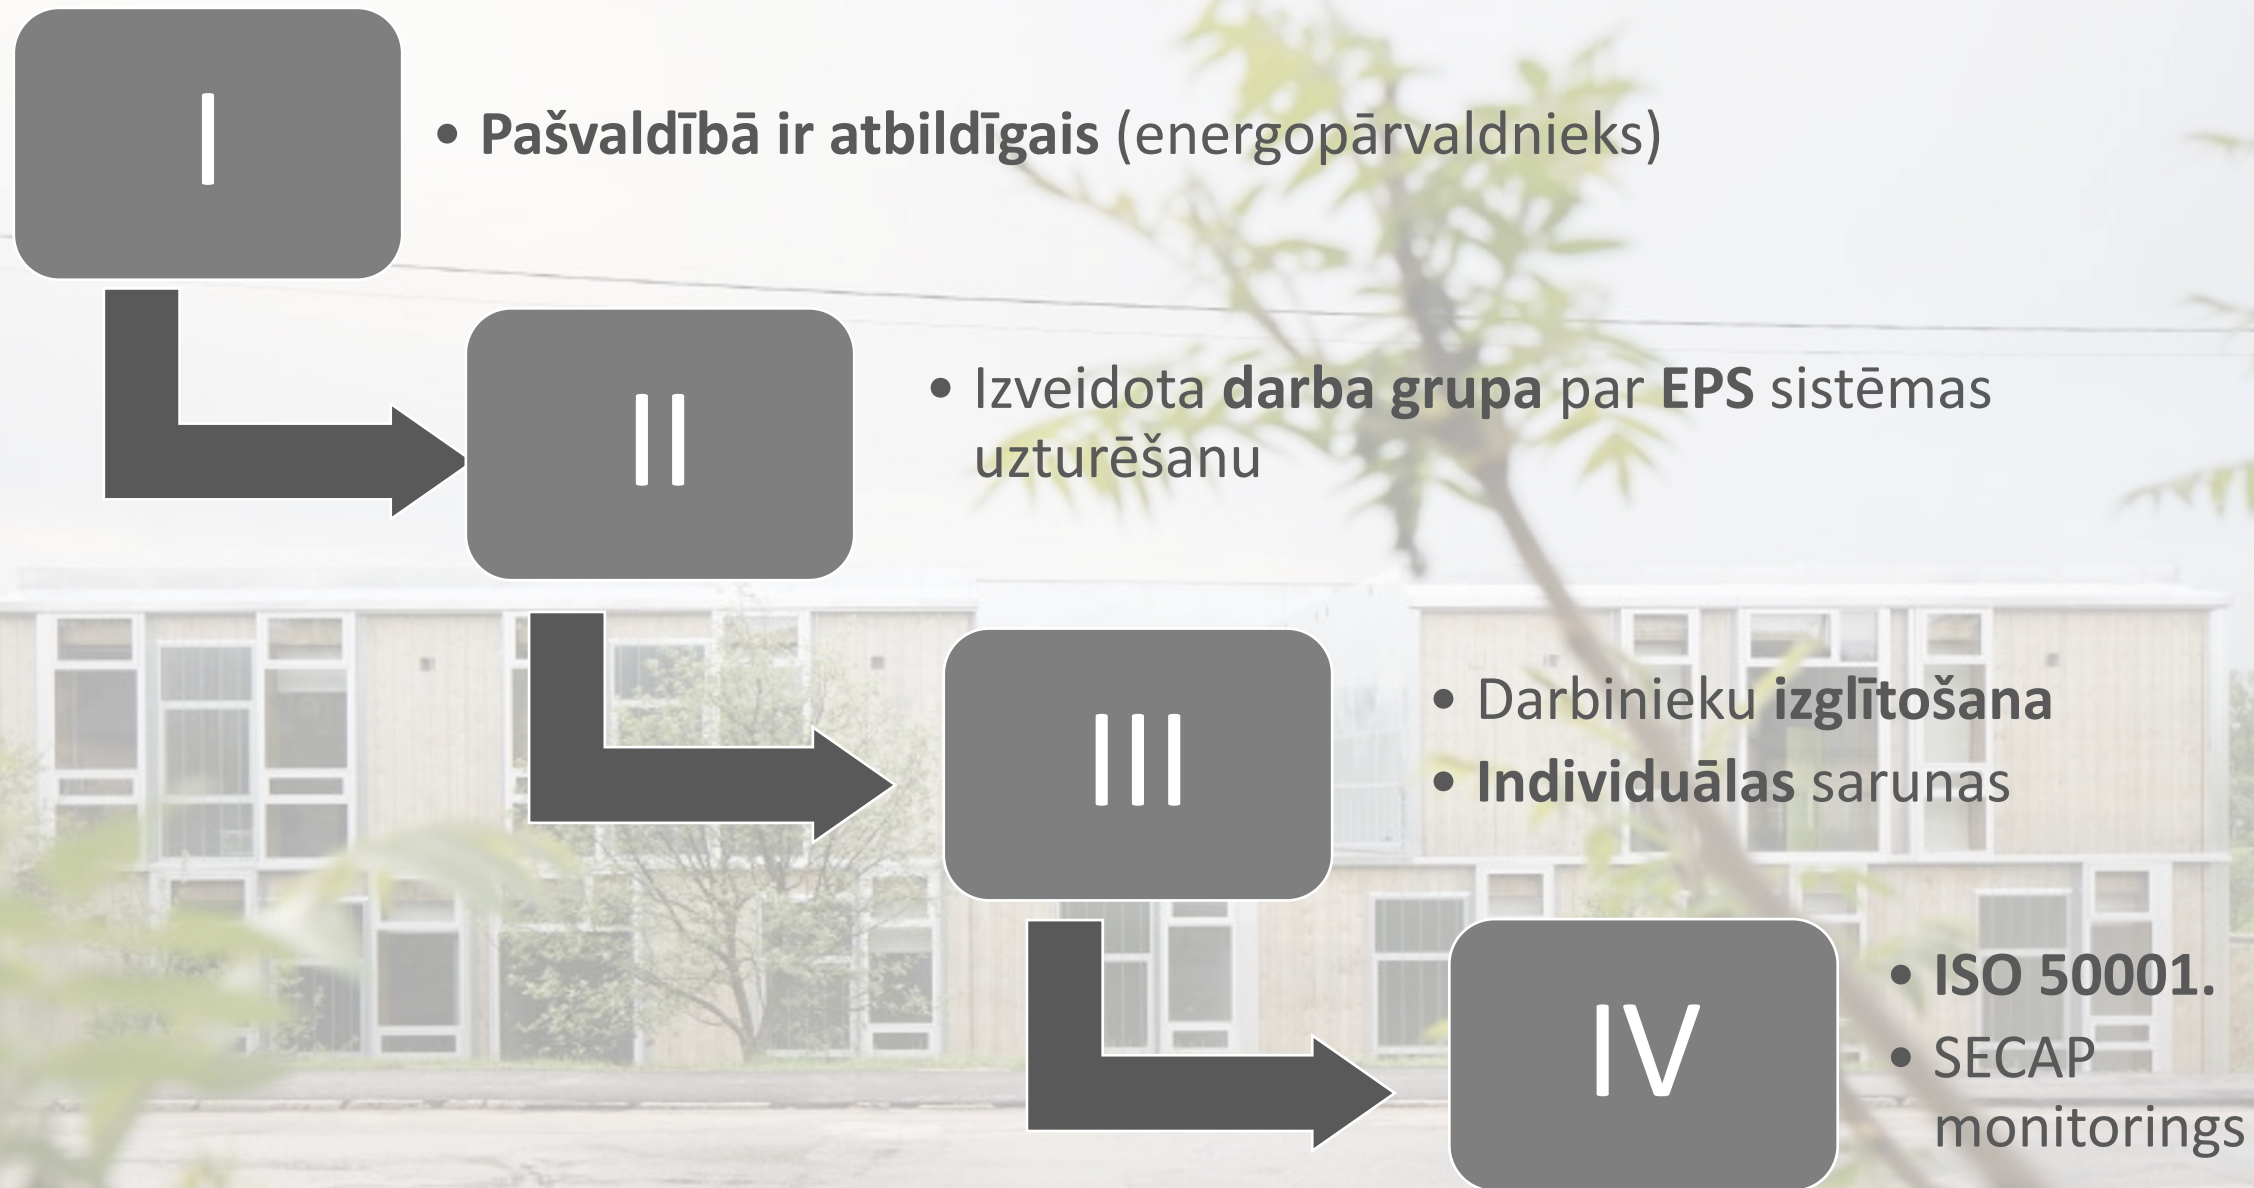 I
• Pašvaldībā ir atbildīgais (energopārvaldnieks)
II
• Izveidota darba grupa par EPS sistēmas
uzturēšanu
III
• Darbinieku izglītošana
• Individuālas sarunas
IV
• ISO 50001.
• SECAP
monitorings